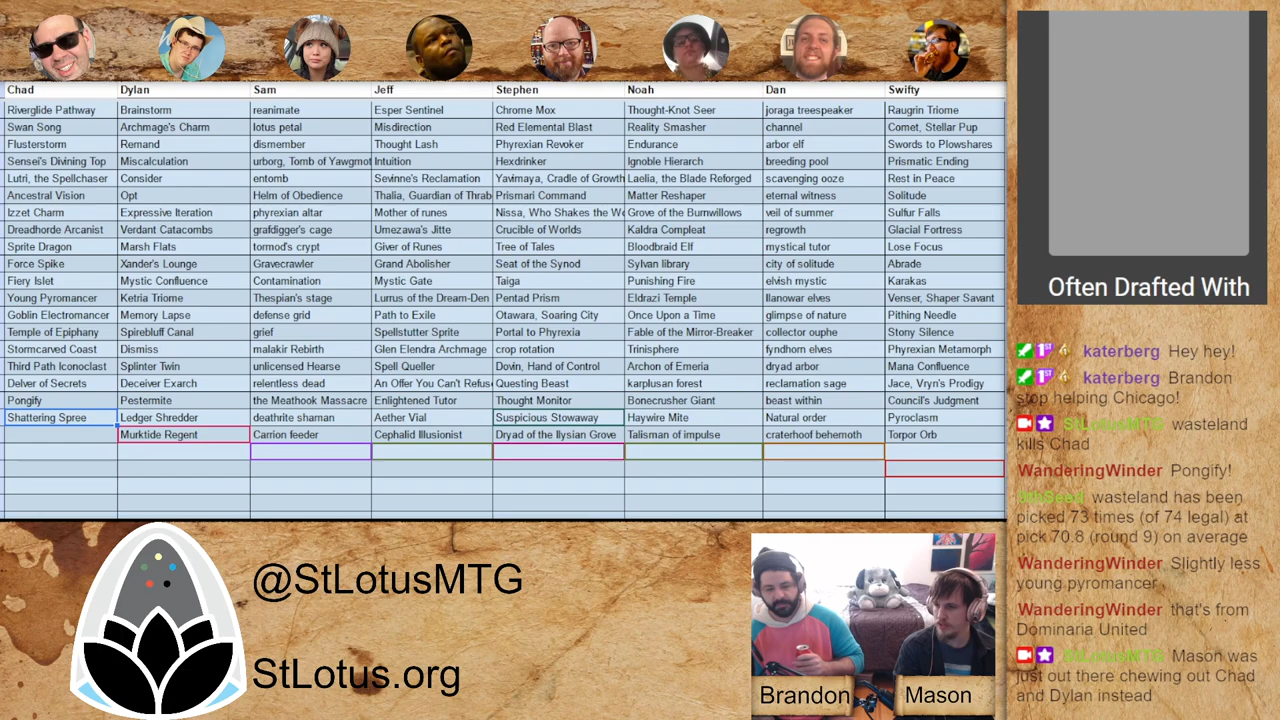 Chad Dylan Sam Jeff Stephen Noah Dan Swifty
Riverglide Pathway Brainstorm reanimate Esper Sentinel Chrome Mox Thought-Knot Seer joraga treespeaker Raugrin Triome
Swan Song Archmage's Charm lotus petal Misdirection Red Elemental Blast Reality Smasher channel Comet, Stellar Pup
Flusterstorm Remand dismember Thought Lash Phyrexian Revoker Endurance arbor elf Swords to Plowshares
Sensei's Divining Top Miscalculation urborg, Tomb of Yawgmot Intuition Hexdrinker Ignoble Hierarch breeding pool Prismatic Ending
Lutri, the Spellchaser Consider entomb Sevinne's Reclamation Yavimaya, Cradle of Growth Laelia, the Blade Reforged scavenging ooze Rest in Peace
Ancestral Vision Opt Helm of Obedience Thalia, Guardian of Thrab Prismari Command Matter Reshaper eternal witness Solitude
Izzet Charm Expressive Iteration phyrexian altar Mother of runes Nissa, Who Shakes the Wo Grove of the Burnwillows veil of summer Sulfur Falls
Dreadhorde Arcanist Verdant Catacombs grafdigger's cage Umezawa's Jitte Crucible of Worlds Kaldra Compleat regrowth Glacial Fortress
Sprite Dragon Marsh Flats tormod's crypt Giver of Runes Tree of Tales Bloodbraid Elf mystical tutor Lose Focus
Force Spike Xander's Lounge Gravecrawler Grand Abolisher Seat of the Synod Sylvan library city of solitude Abrade
Fiery Islet Mystic Confluence Contamination Mystic Gate Taiga Punishing Fire elvish mystic Karakas
Young Pyromancer Ketria Triome Thespian's stage Lurrus of the Dream-Den Pentad Prism Eldrazi Temple llanowar elves Venser, Shaper Savant
Goblin Electromancer Memory Lapse defense grid Path to Exile Otawara, Soaring City Once Upon a Time glimpse of nature Pithing Needle
Temple of Epiphany Spirebluff Canal grief Spellstutter Sprite Portal to Phyrexia Fable of the Mirror-Breaker collector ouphe Stony Silence
Stormcarved Coast Dismiss malakir Rebirth Glen Elendra Archmage crop rotation Trinisphere fyndhorn elves Phyrexian Metamorph
Third Path Iconoclast Splinter Twin unlicensed Hearse Spell Queller Dovin, Hand of Control Archon of Emeria dryad arbor Mana Confluence
Delver of Secrets Deceiver Exarch relentless dead An Offer You Can't Refus Questing Beast karplusan forest reclamation sage Jace, Vryn's Prodigy
Pongify Pestermite the Meathook Massacre Enlightened Tutor Thought Monitor Bonecrusher Giant beast within Council's Judgment
Shattering Spree Ledger Shredder deathrite shaman Aether Vial Suspicious Stowaway Haywire Mite Natural order Pyroclasm
Murktide Regent Carrion feeder Cephalid Illusionist Dryad of the Ilysian Grove Talisman of impulse craterhoof behemoth Torpor Orb
Often Drafted With
katerberg Hey hey!
katerberg Brandon
stop helping Chicago!
StLotusMTG wasteland
kills Chad
WanderingWinder Pongify!
wasteland has been
picked 73 times (of 74 legal) at
pick 70.8 (round 9) on average
WanderingWinder Slightly less
young pyromancer
WanderingWinder that's from
Dominaria United
StLotusMTG Mason was
just out there chewing out Chad
and Dylan instead
@StLotusMTG
StLotus.org
Brandon
Mason